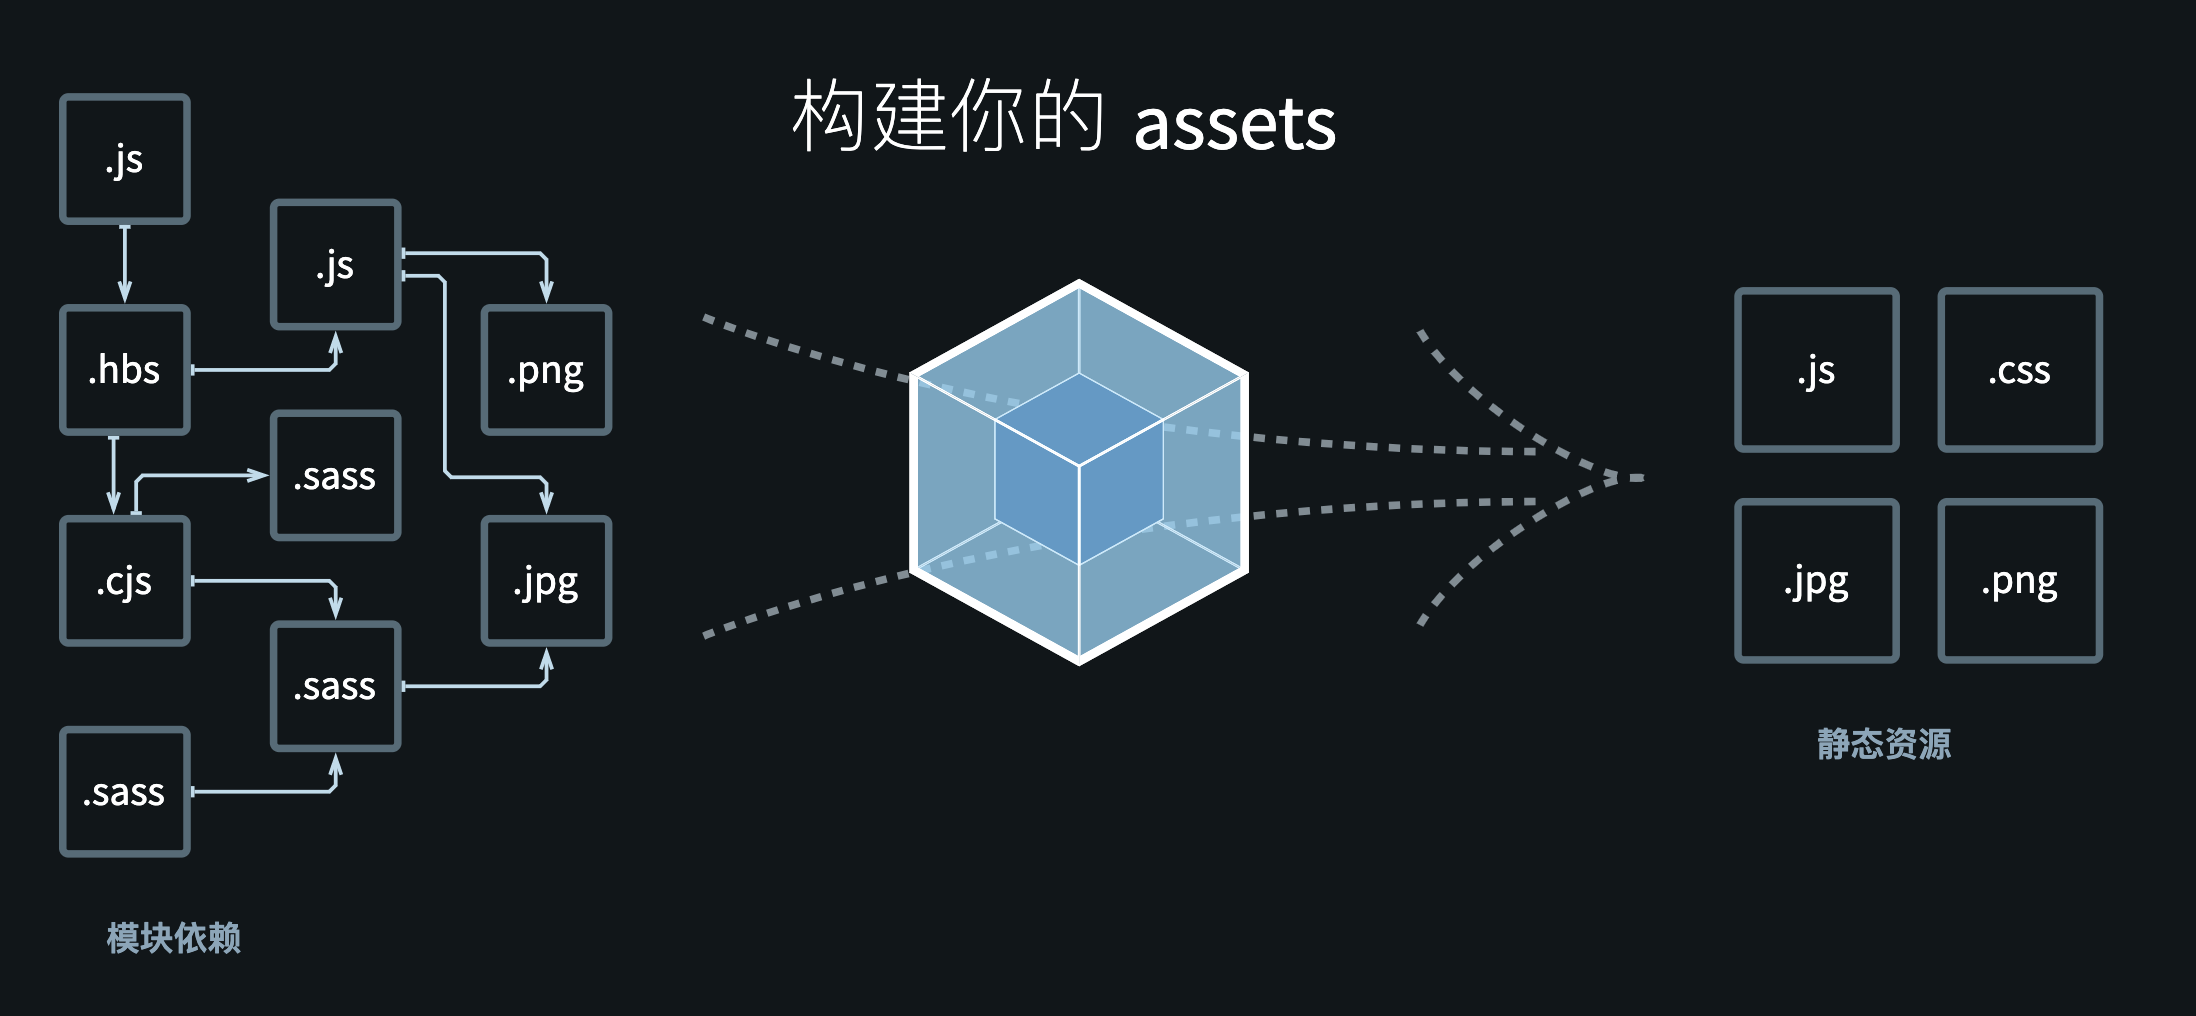 构建你的 assets
.js
.js
.hbs
.png
.sass
.cjs
.jpg
.sass
.sass
模块依赖
.js
.css
.jpg
.png
静态资源